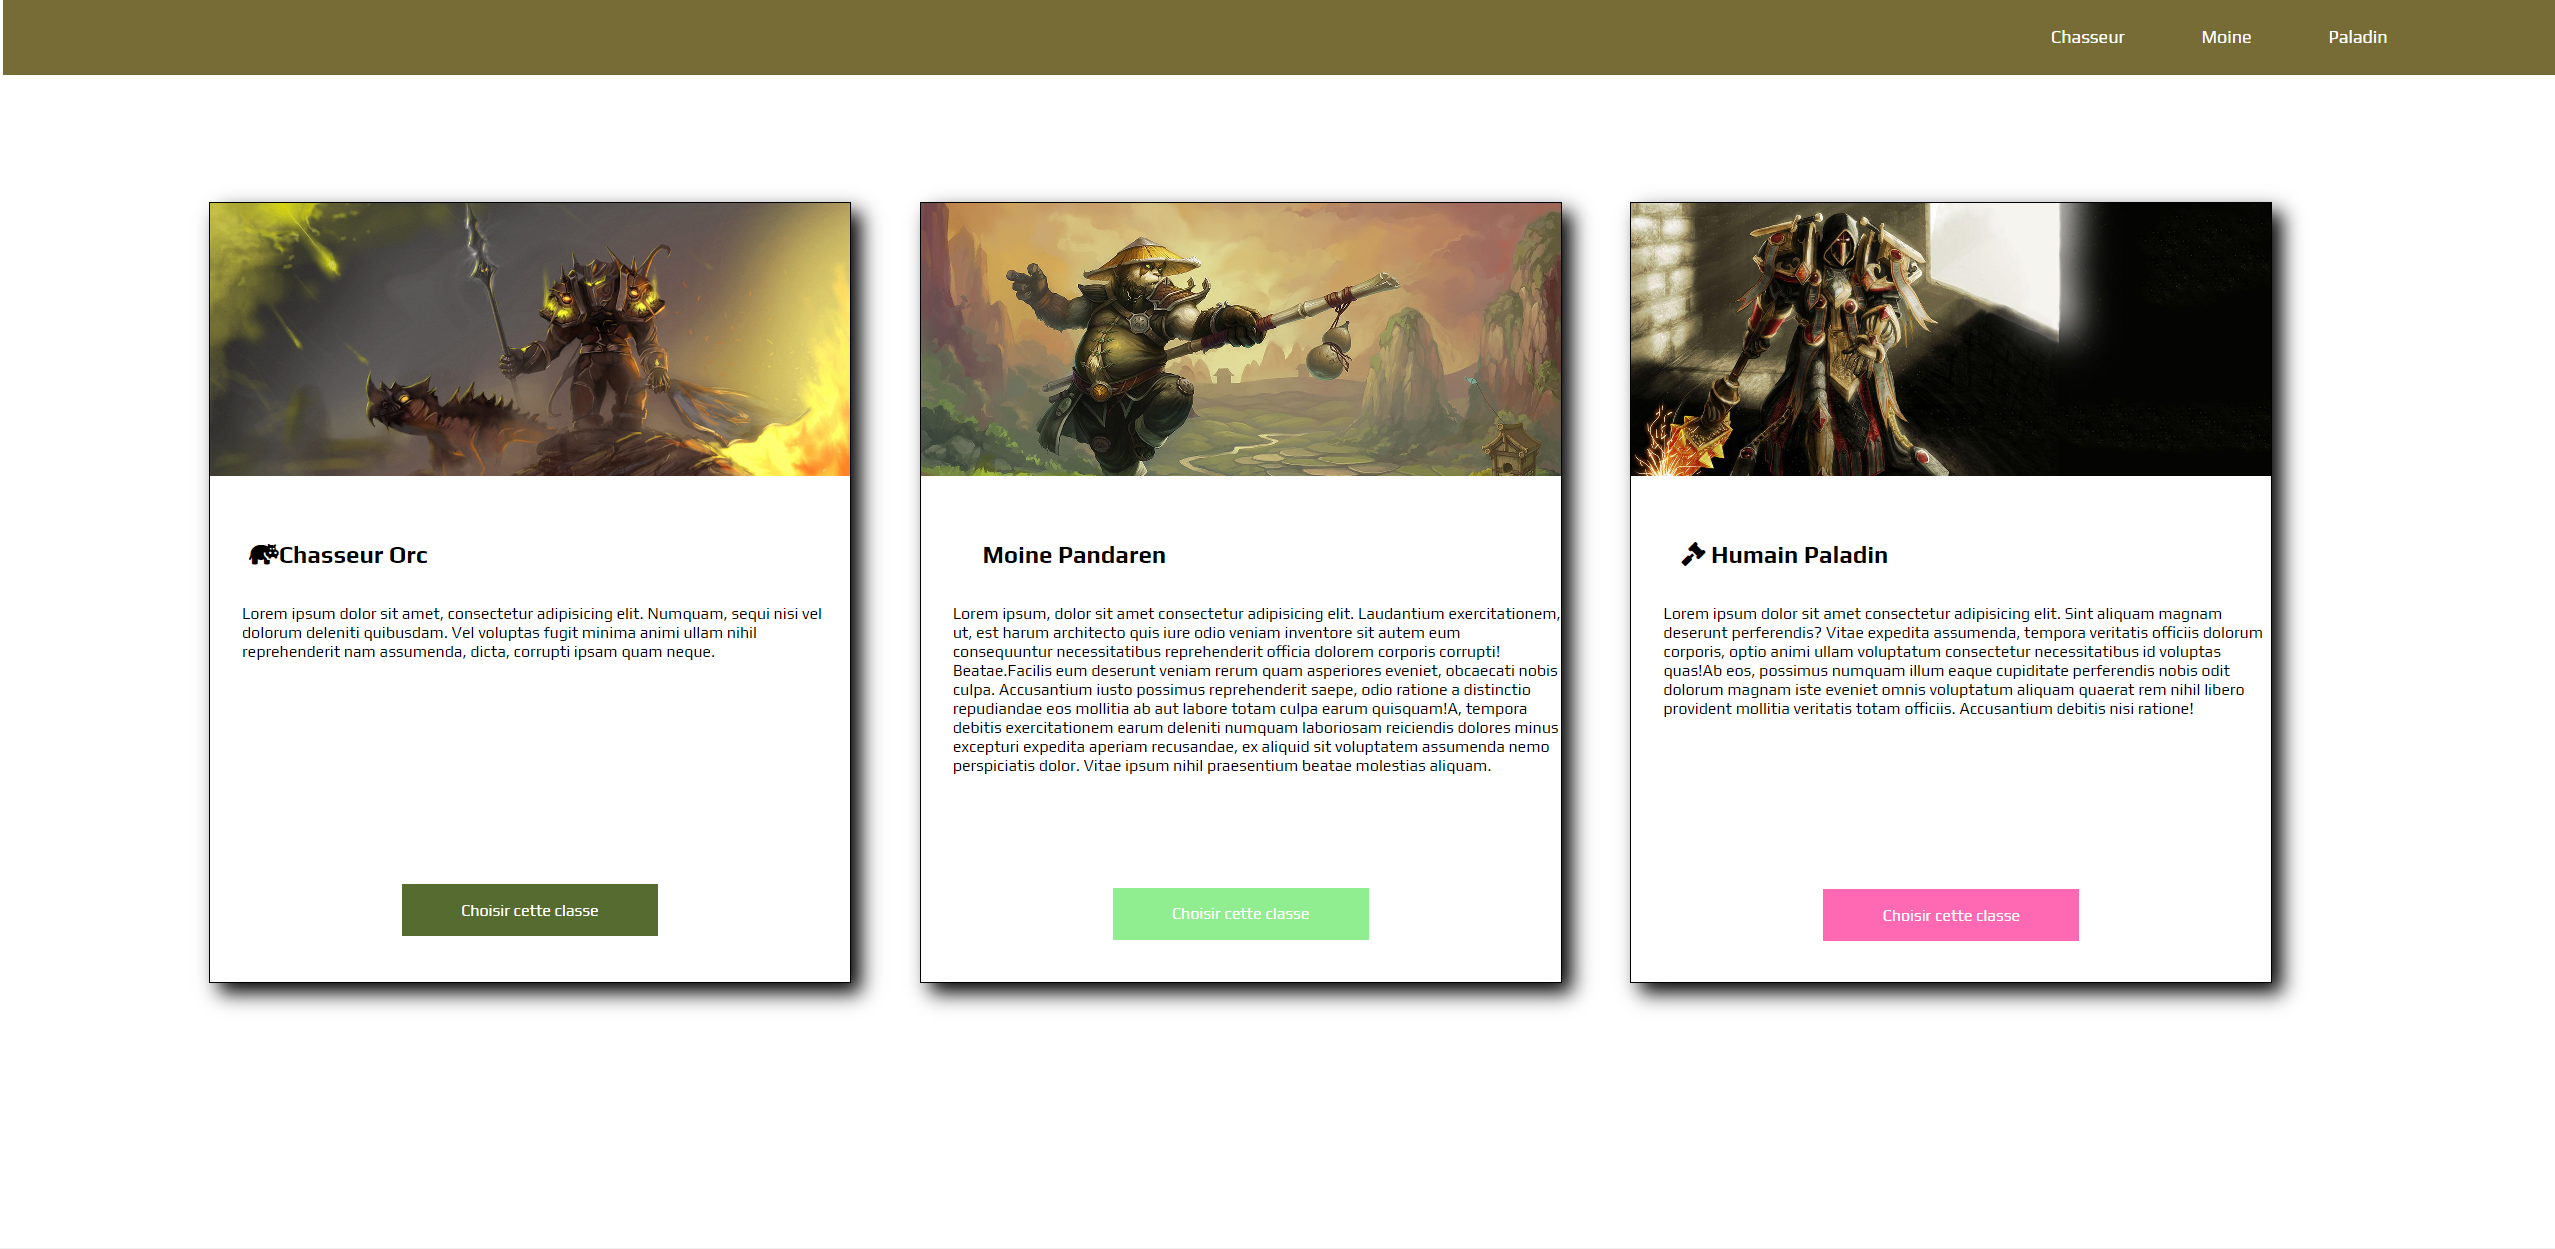 Chasseur Moine Paladin
Chasseur Orc
Lorem ipsum dolor sit amet, consectetur adipisicing elit. Numquam, sequi nisi vel
dolorum deleniti quibusdam. Vel voluptas fugit minima animi ullam nihil
reprehenderit nam assumenda, dicta, corrupti ipsam quam neque.
Choisir cette classe
Moine Pandaren
Lorem ipsum, dolor sit amet consectetur adipisicing elit. Laudantium exercitationem,
ut, est harum architecto quis iure odio veniam inventore sit autem eum
consequuntur necessitatibus reprehenderit officia dolorem corporis corrupti!
Beatae.Facilis eum deserunt veniam rerum quam asperiores eveniet, obcaecati nobis
culpa. Accusantium iusto possimus reprehenderit saepe, odio ratione a distinctio
repudiandae eos mollitia ab aut labore totam culpa earum quisquam!A, tempora
debitis exercitationem earum deleniti numquam laboriosam reiciendis dolores minus
excepturi expedita aperiam recusandae, ex aliquid sit voluptatem assumenda nemo
perspiciatis dolor. Vitae ipsum nihil praesentium beatae molestias aliquam.
Choisir cette classe
Humain Paladin
Lorem ipsum dolor sit amet consectetur adipisicing elit. Sint aliquam magnam
deserunt perferendis? Vitae expedita assumenda, tempora veritatis officiis dolorum
corporis, optio animi ullam voluptatum consectetur necessitatibus id voluptas
quas!Ab eos, possimus numquam illum eaque cupiditate perferendis nobis odit
dolorum magnam iste eveniet omnis voluptatum aliquam quaerat rem nihil libero
provident mollitia veritatis totam officiis. Accusantium debitis nisi ratione!
Choisir cette classe